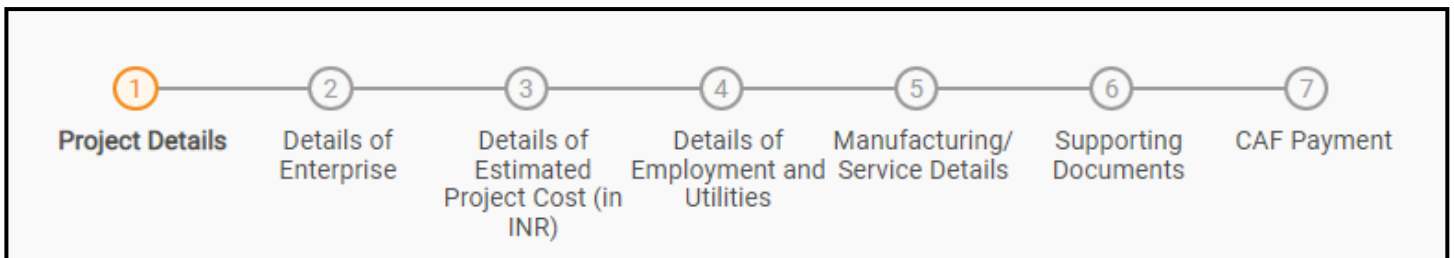 1
Project Details
2
Details of
Enterprise
3
Details of
Estimated
Project Cost (in
INR)
4
Details of
Employment and
Utilities
5
Manufacturing/
Service Details
6
Supporting
Documents
7
CAF Payment